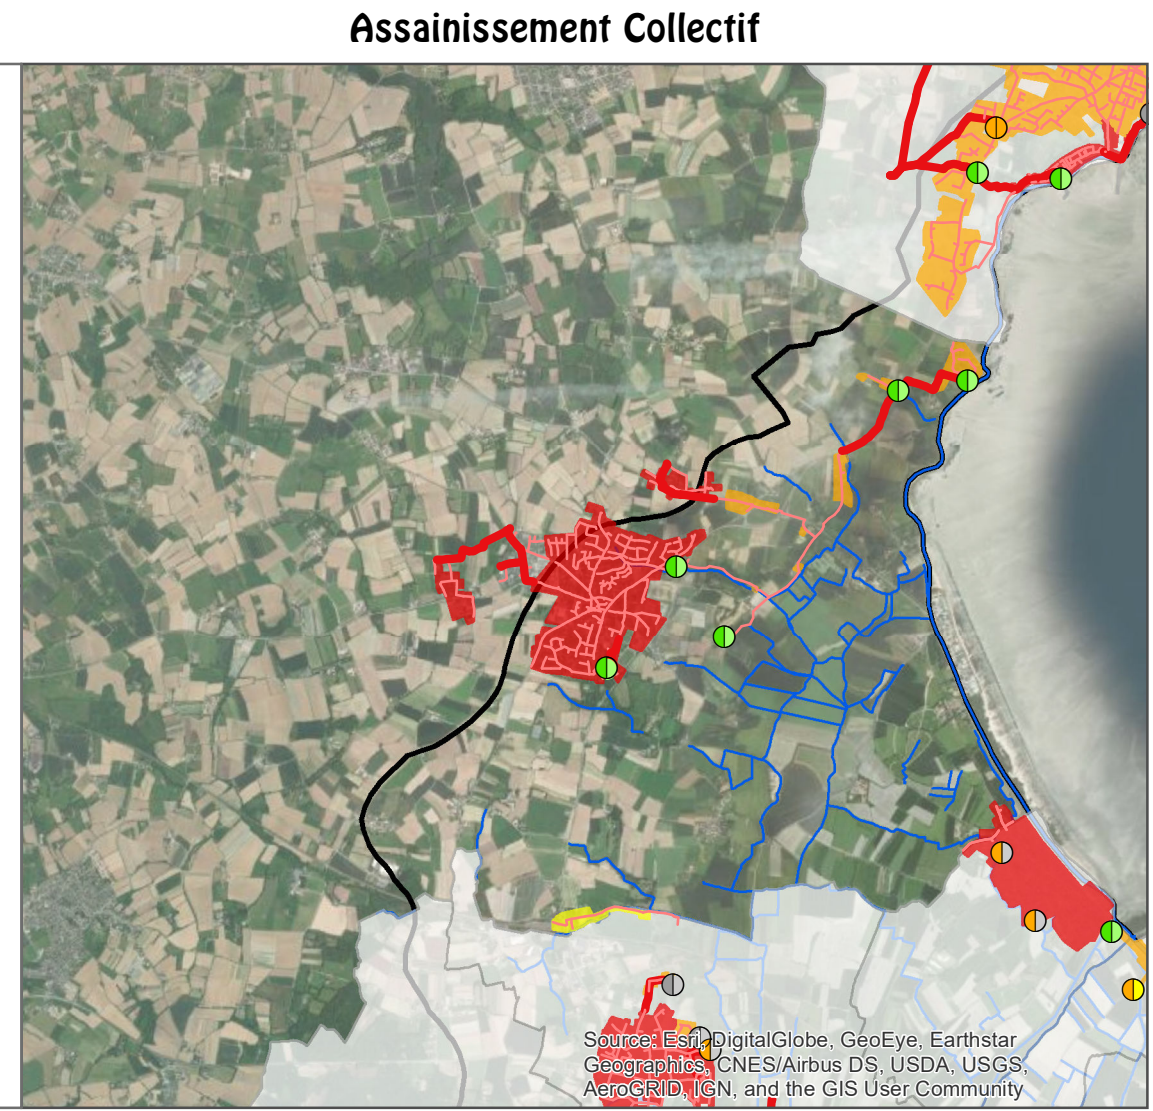 Assainissement Collectif
Source: Esri, DigitalGlobe, GeoEye, Earthstar
Geographics, CNES/Airbus DS, USDA, USGS,
AeroGRID, IGN, and the GIS User Community